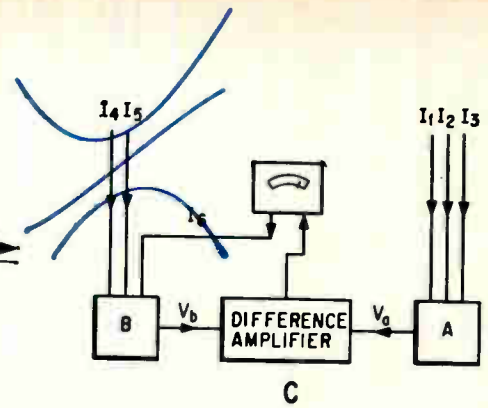 I4 I5
I1 I2 I3
I6
B
Vb
DIFFERENCE
AMPLIFIER
Va
A
C